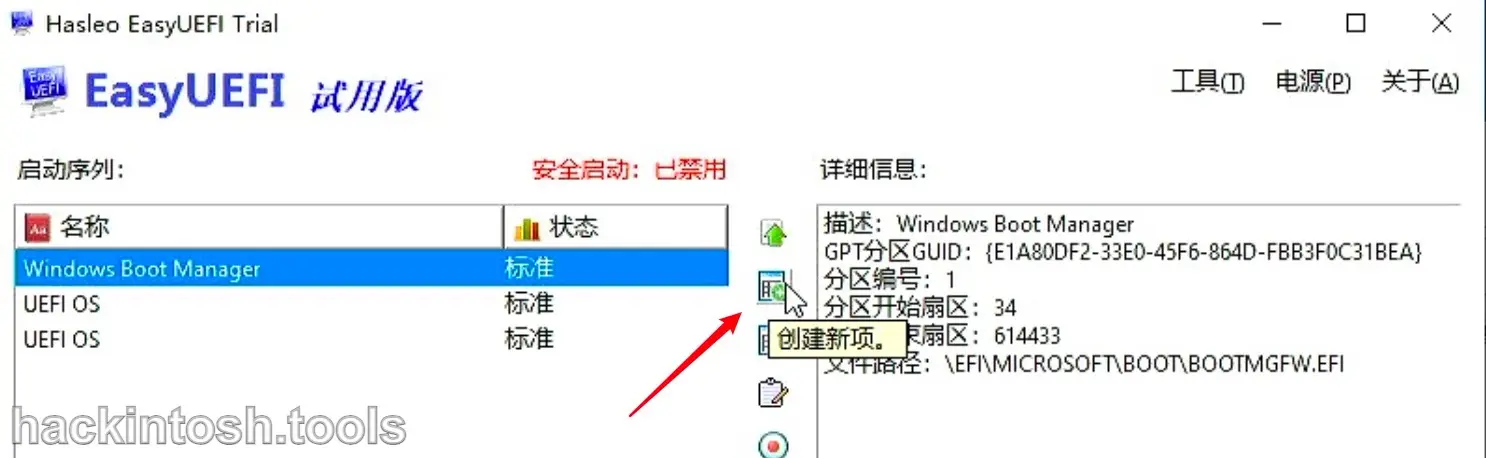 Hasleo EasyUEFI Trial
EasyUEFI 试用版
工具(T) 电源(P) 关于(A)
启动序列: 安全启动: 已禁用
名称 状态
Windows Boot Manager 标准
UEFI OS 标准
UEFI OS 标准
创建新项。
详细信息:
描述: Windows Boot Manager
GPT分区GUID: {E1A80DF2-33E0-45F6-864D-FBB3F0C31BEA}
分区编号: 1
分区开始扇区: 34
束扇区: 614433
文件路径: \EFI\MICROSOFT\BOOT\BOOTMGFW.EFI
hackintosh.tools